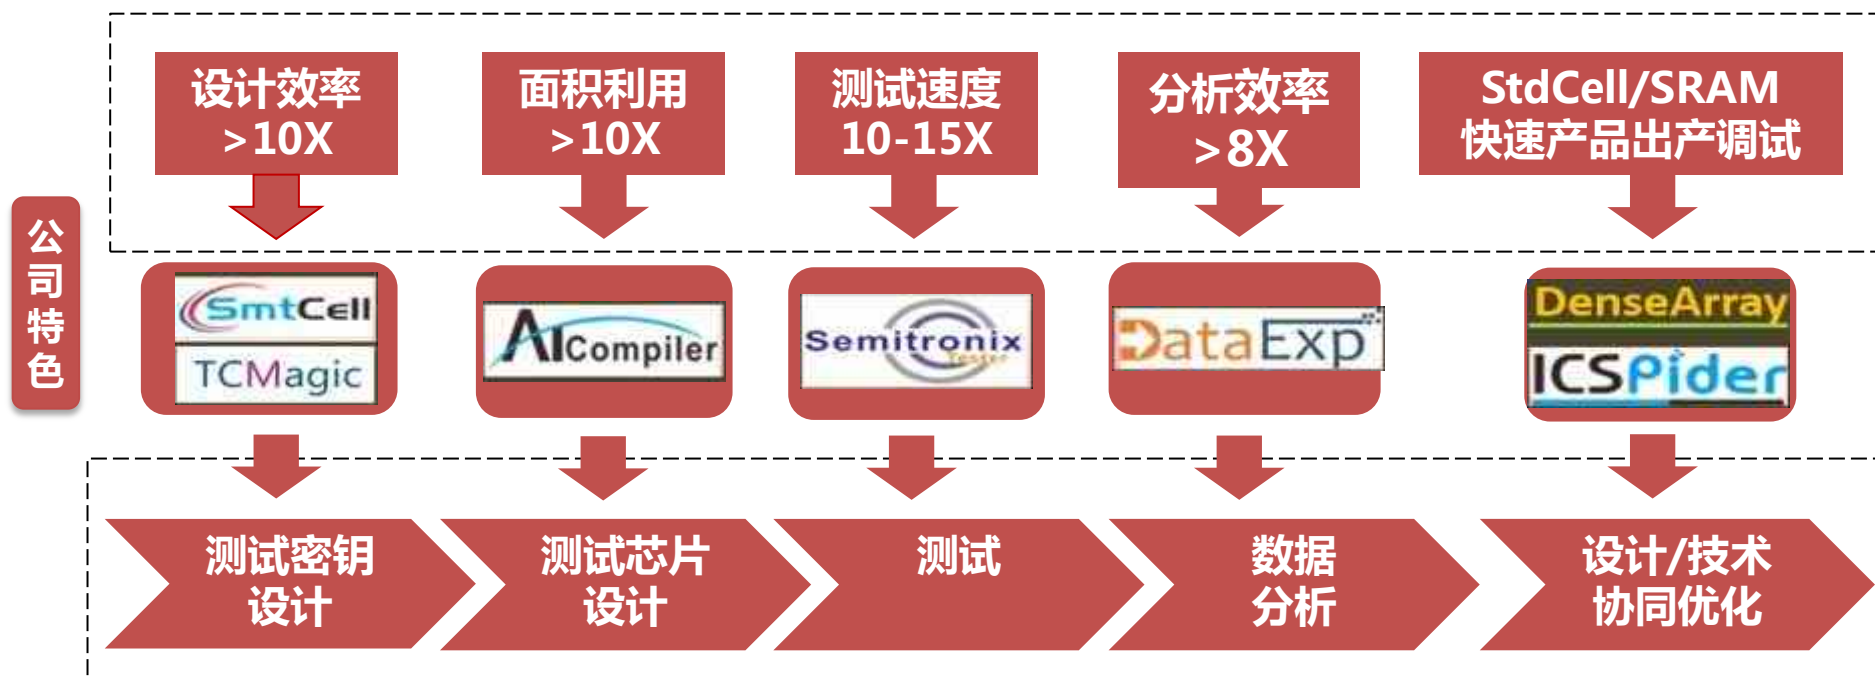 设计效率
>10X
面积利用
>10X
测试速度
10-15X
分析效率
>8X
StdCell/SRAM
快速产品出产调试
公司特色
SmtCell
TCMagic
AICompiler
Semitronix
Tester
DataExp
DenseArray
ICSPider
测试密钥
设计
测试芯片
设计
测试
数据
分析
设计/技术
协同优化